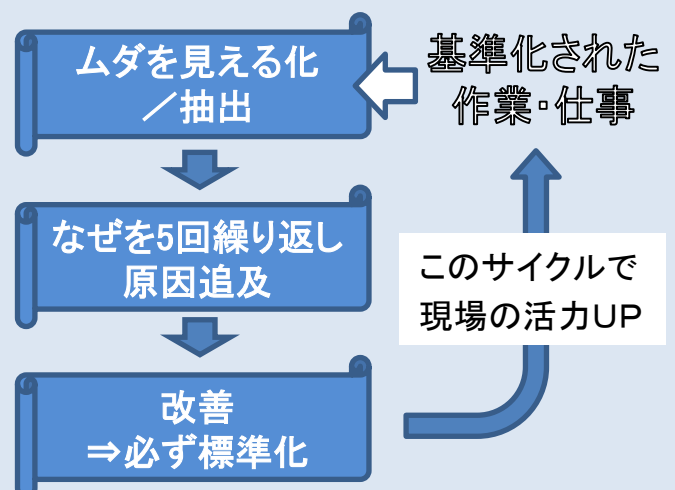 ムダを見える化
／抽出
基準化された
作業・仕事
なぜを5回繰り返し
原因追及
このサイクルで
現場の活力ＵＰ
改善
⇒必ず標準化